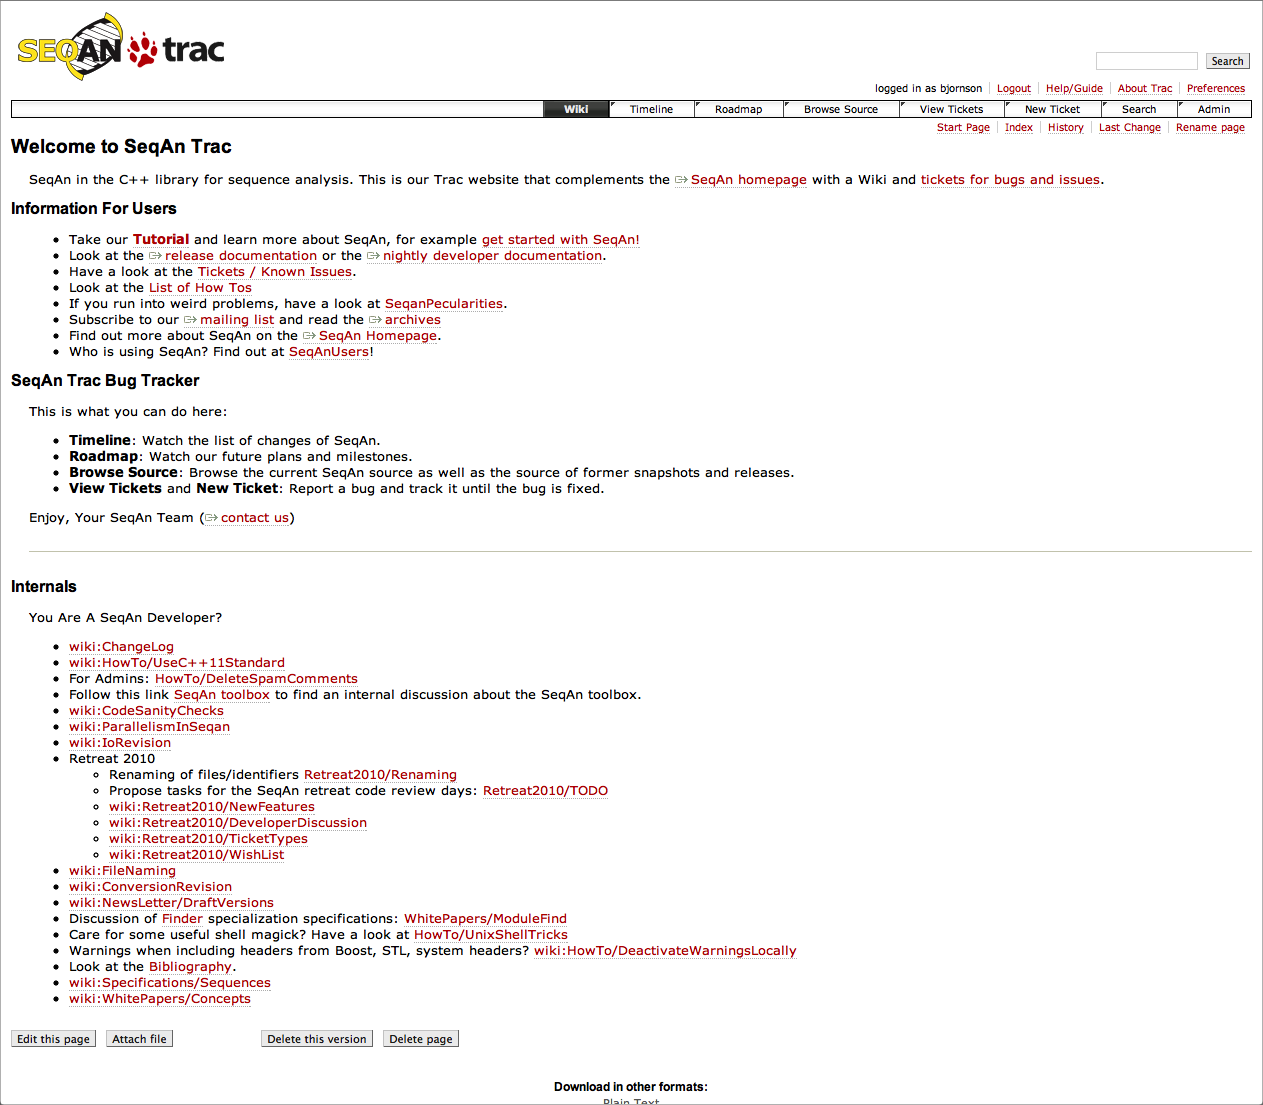 SEQAN trac
Search
logged in as bjornson Logout Help/Guide About Trac Preferences
Wiki Timeline Roadmap Browse Source View Tickets New Ticket Search Admin
Start Page Index History Last Change Rename page
Welcome to SeqAn Trac
SeqAn in the C++ library for sequence analysis. This is our Trac website that complements the SeqAn homepage with a Wiki and tickets for bugs and issues.
Information For Users
Take our Tutorial and learn more about SeqAn, for example get started with SeqAn!
Look at the release documentation or the nightly developer documentation.
Have a look at the Tickets / Known Issues.
Look at the List of How Tos
If you run into weird problems, have a look at SeqanPecularities.
Subscribe to our mailing list and read the archives
Find out more about SeqAn on the SeqAn Homepage.
Who is using SeqAn? Find out at SeqAnUsers!
SeqAn Trac Bug Tracker
This is what you can do here:
Timeline: Watch the list of changes of SeqAn.
Roadmap: Watch our future plans and milestones.
Browse Source: Browse the current SeqAn source as well as the source of former snapshots and releases.
View Tickets and New Ticket: Report a bug and track it until the bug is fixed.
Enjoy, Your SeqAn Team (contact us)
Internals
You Are A SeqAn Developer?
wiki:ChangeLog
wiki:HowTo/UseC++11Standard
For Admins: HowTo/DeleteSpamComments
Follow this link SeqAn toolbox to find an internal discussion about the SeqAn toolbox.
wiki:CodeSanityChecks
wiki:ParallelismInSeqan
wiki:IoRevision
Retreat 2010
Renaming of files/identifiers Retreat2010/Renaming
Propose tasks for the SeqAn retreat code review days: Retreat2010/TODO
wiki:Retreat2010/NewFeatures
wiki:Retreat2010/DeveloperDiscussion
wiki:Retreat2010/TicketTypes
wiki:Retreat2010/WishList
wiki:FileNaming
wiki:ConversionRevision
wiki:NewsLetter/DraftVersions
Discussion of Finder specialization specifications: WhitePapers/ModuleFind
Care for some useful shell magick? Have a look at HowTo/UnixShellTricks
Warnings when including headers from Boost, STL, system headers? wiki:HowTo/DeactivateWarningsLocally
Look at the Bibliography.
wiki:Specifications/Sequences
wiki:WhitePapers/Concepts
Edit this page Attach file Delete this version Delete page
Download in other formats:
Plain Text